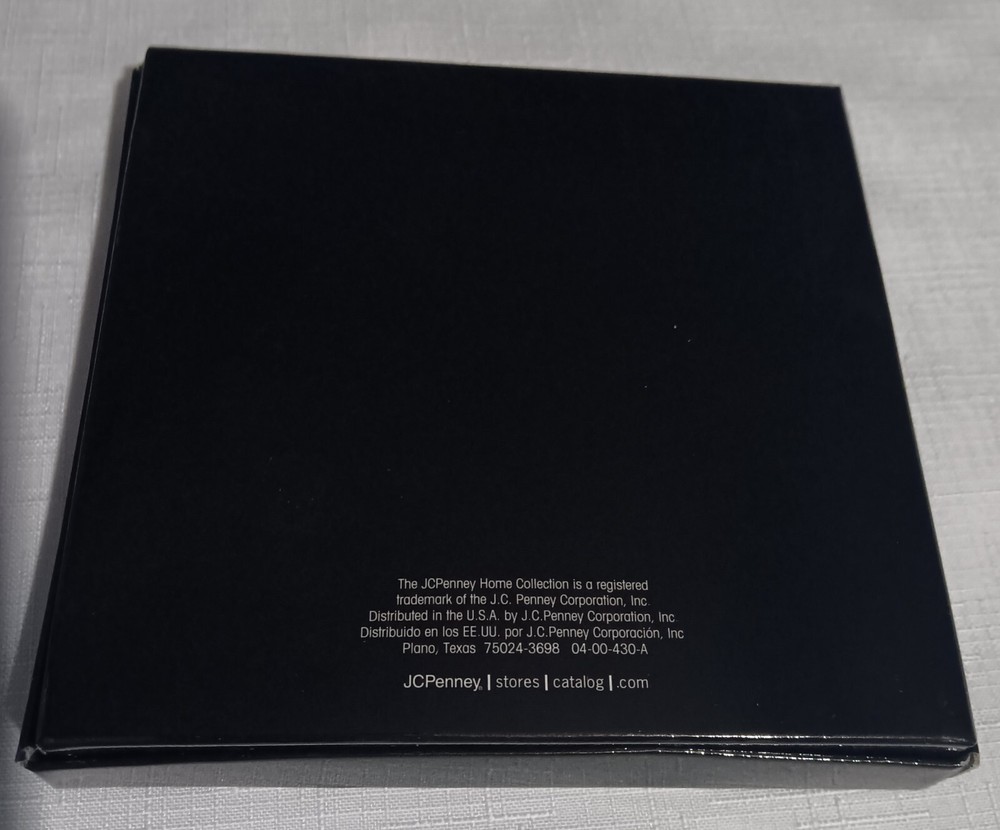 The JCPenney Home Collection is a registered
trademark of the J.C. Penney Corporation, Inc.
Distributed in the U.S.A. by J.C.Penney Corporation, Inc
Distribuido en los EE.UU. por J.C.Penney Corporación, Inc
Plano, Texas 75024-3698 04-00-430-A
JCPenney® | stores | catalog | .com